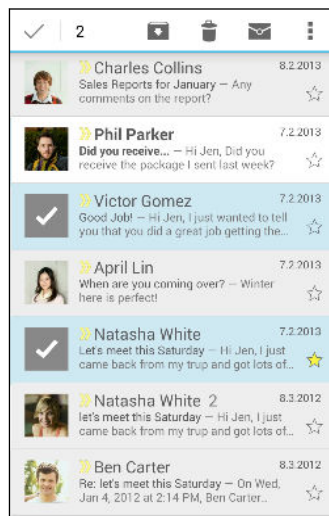 2
Charles Collins 8.2.2013
Sales Reports for January – Any
comments on the report?
Phil Parker 7.2.2013
Did you receive... – Hi Jen, Did you
receive the package I sent last week?
Victor Gomez 7.2.2013
Good Job! – Hi Jen, I just wanted to tell
you that you did a great job getting the...
April Lin 7.2.2013
When are you coming over? – Winter
here is perfect!
Natasha White 7.2.2013
Let's meet this Saturday – Hi Jen, I just
came back from my trup and got lots of...
Natasha White 2 8.3.2012
let's meet this Saturday – Hi Jen, I just
came back from my trup and got lots of...
Ben Carter 8.3.2012
Re: let's meet this Saturday – On Wed,
Jan 4, 2012 at 2:14 PM, Ben Carter...